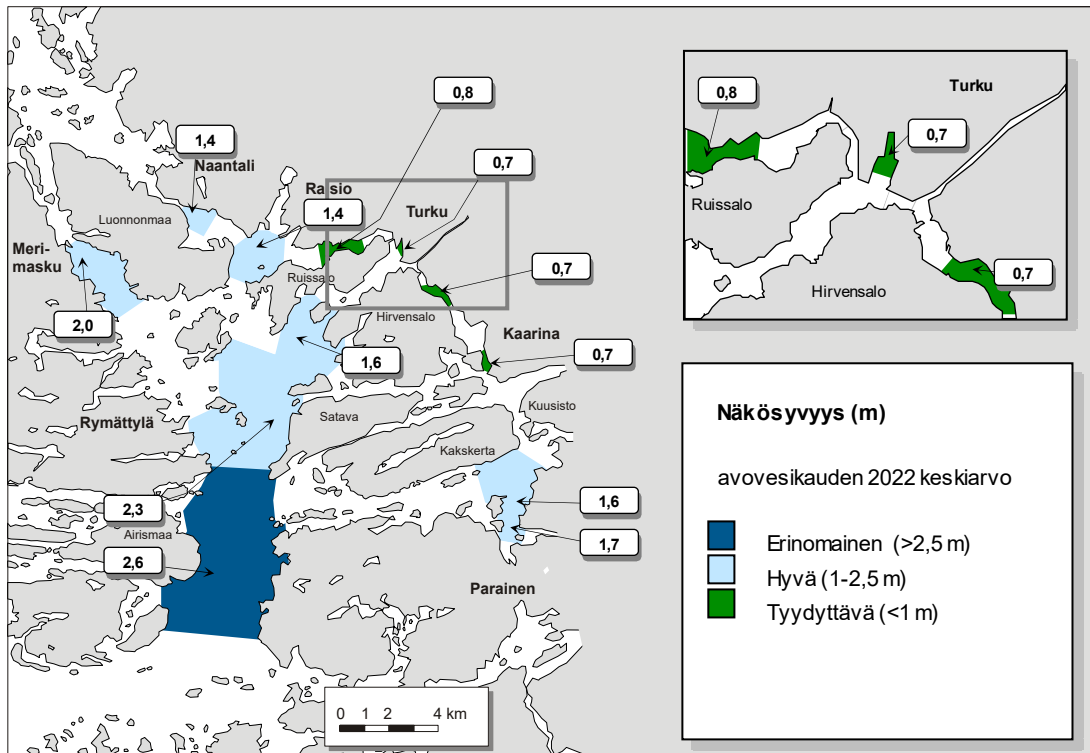 0,8
1,4
Naantali
0,7
Raisio
1,4
Turku
Luonnonmaa
Meri-
masku
Ruissalo
0,7
2,0
Hirvensalo
Kaarina
1,6
0,7
Rymättylä
Satava
Kuusisto
Kakskerta
2,3
1,6
Airismaa
1,7
2,6
Parainen
0 1 2 4 km
Turku
0,8
0,7
Ruissalo
0,7
Hirvensalo
Näkösyvyys (m)
avovesikauden 2022 keskiarvo
Erinomainen (>2,5 m)
Hyvä (1-2,5 m)
Tyydyttävä (<1 m)